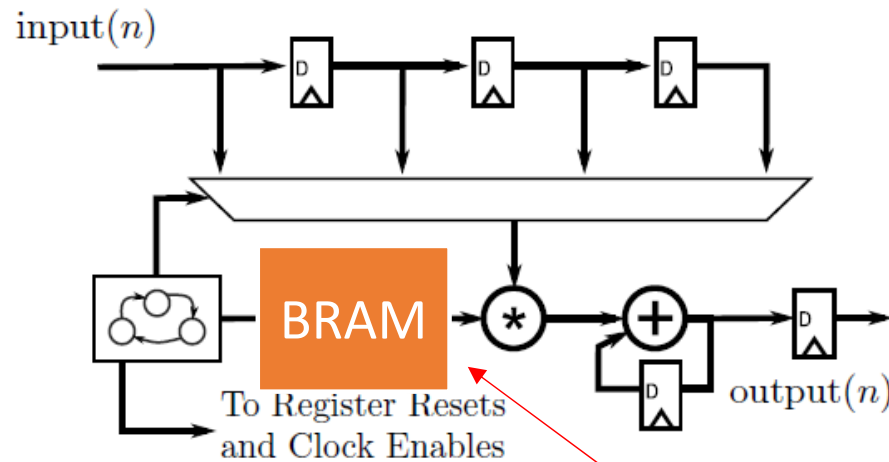 input(n)
D
D
D
BRAM
*
+
D
D
output(n)
To Register Resets
and Clock Enables